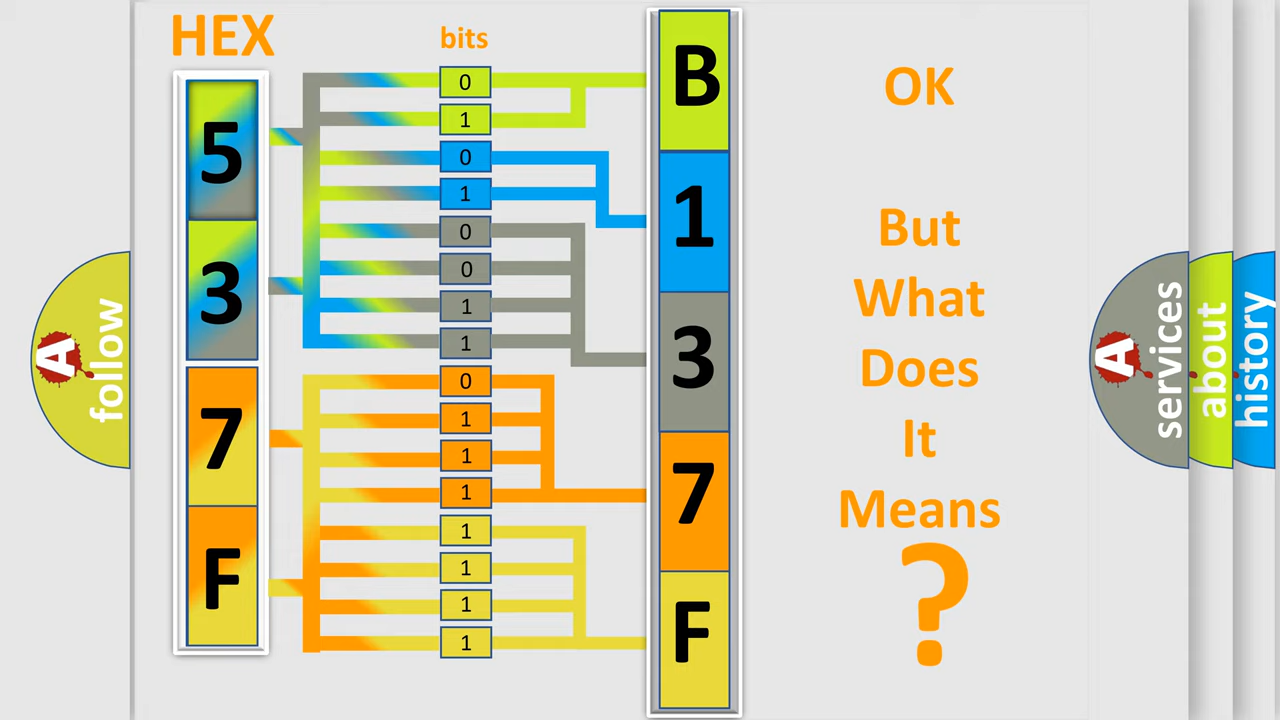 HEX
5
3
7
F
bits
0
1
0
1
0
0
1
1
0
1
1
1
1
1
1
1
B
1
3
7
F
OK
But
What
Does
It
Means
?
A
follow
A
services
about
history